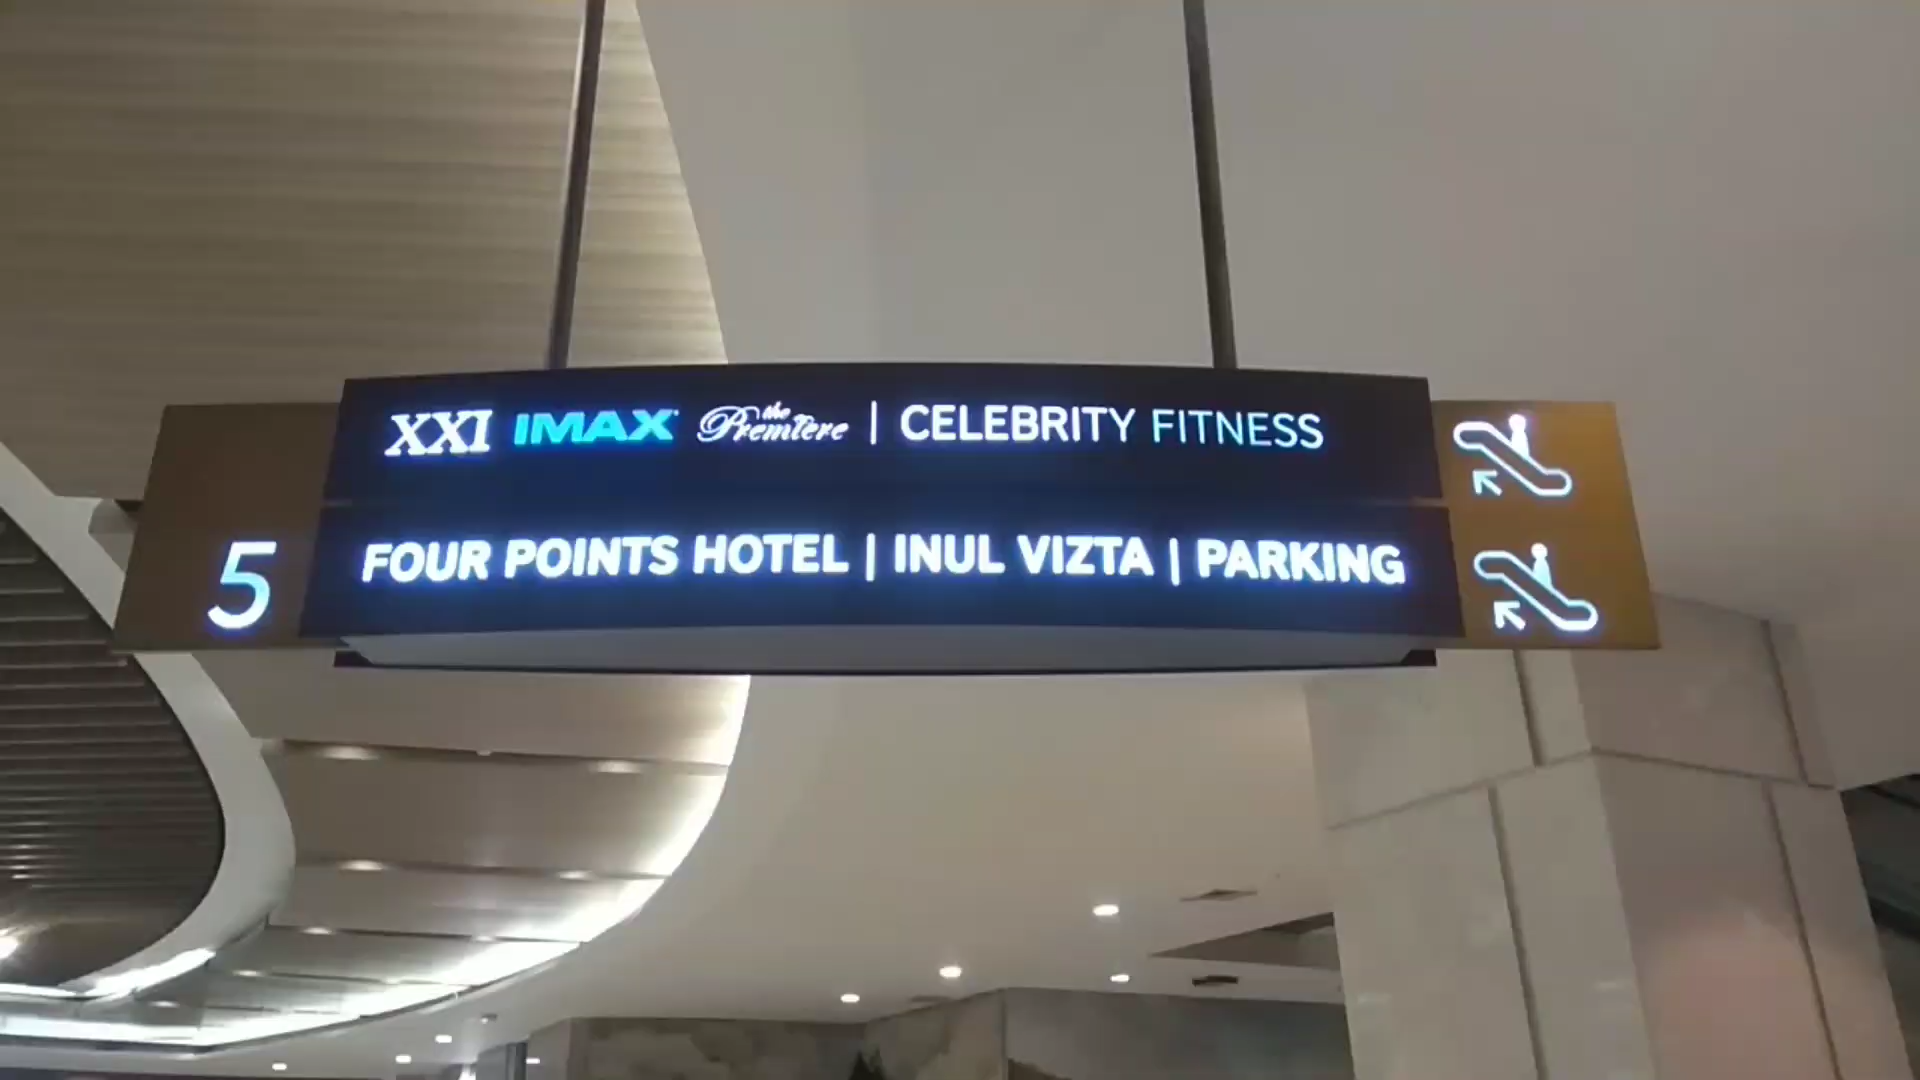 XXI IMAX the Premiere | CELEBRITY FITNESS
5 FOUR POINTS HOTEL | INUL VIZTA | PARKING